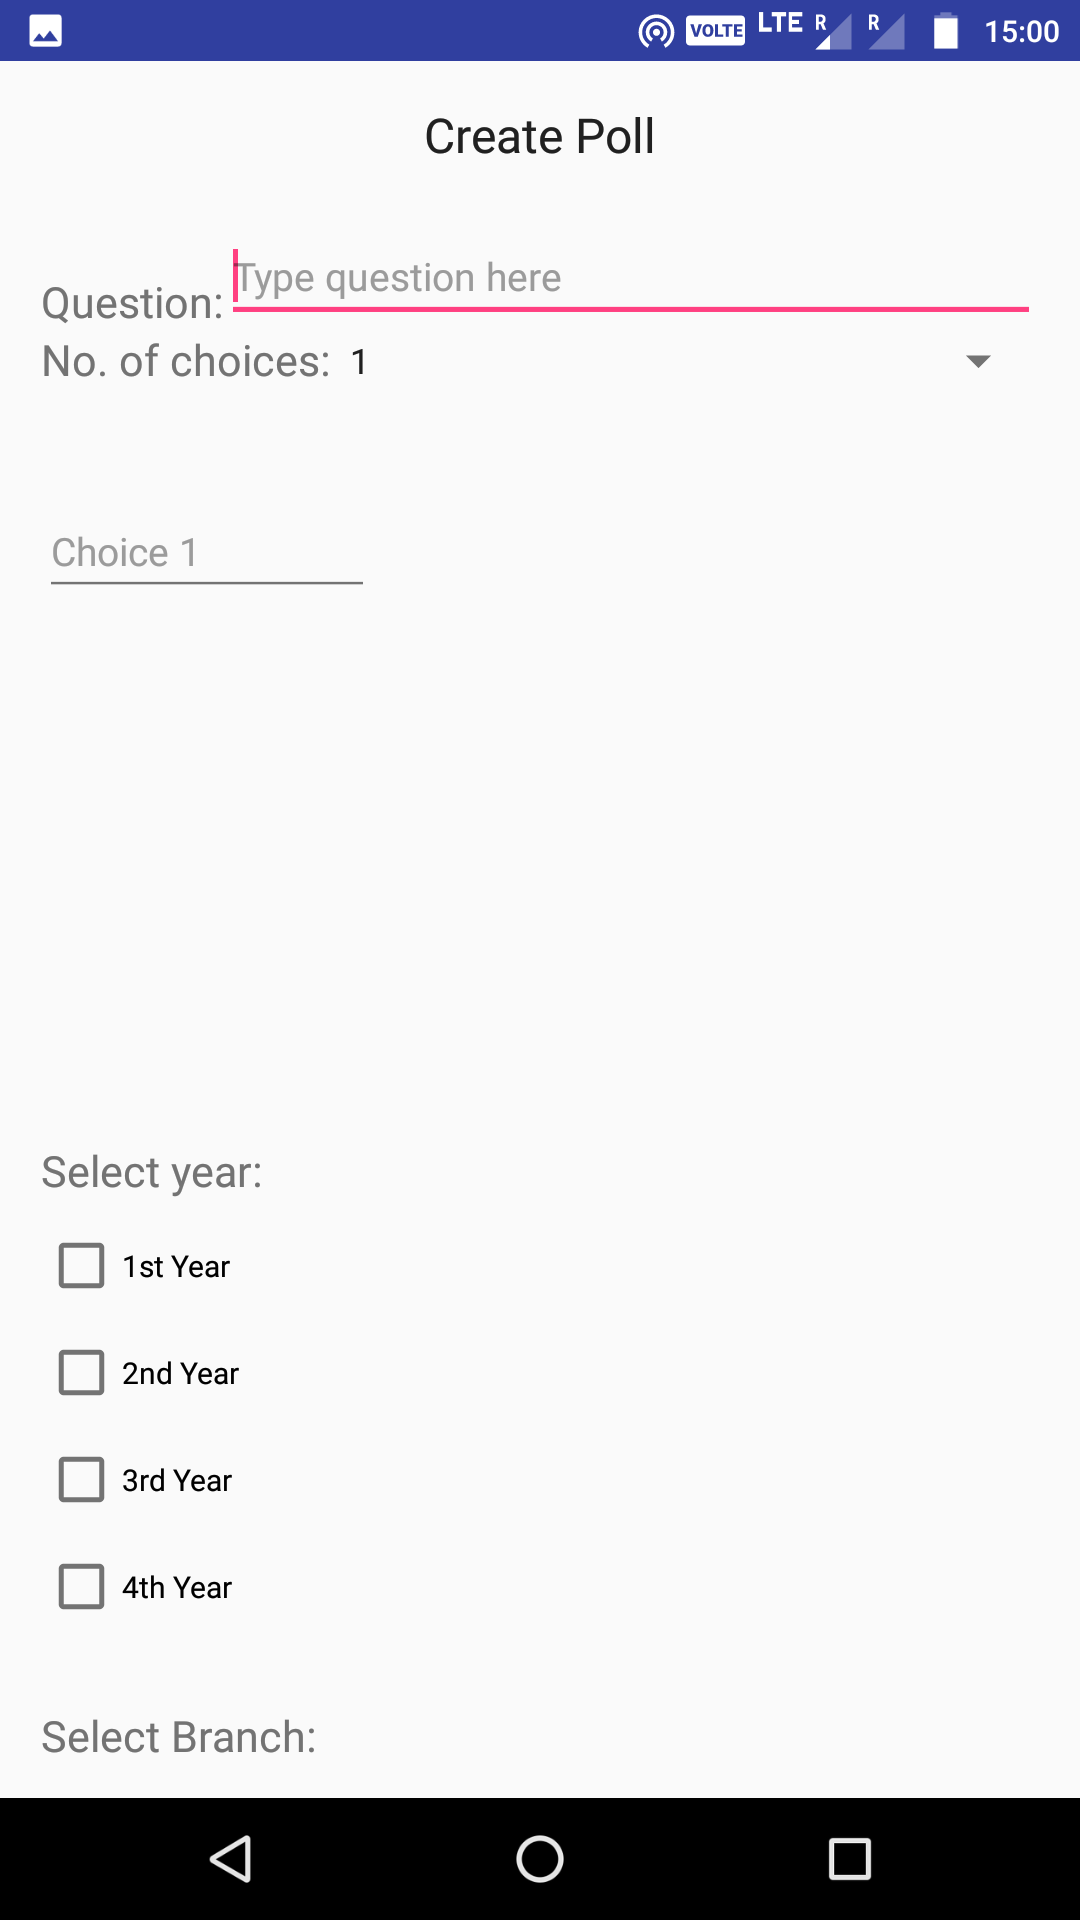 VOLTE LTE R R 15:00
Create Poll
Type question here
Question:
No. of choices: 1
Choice 1
Select year:
1st Year
2nd Year
3rd Year
4th Year
Select Branch: